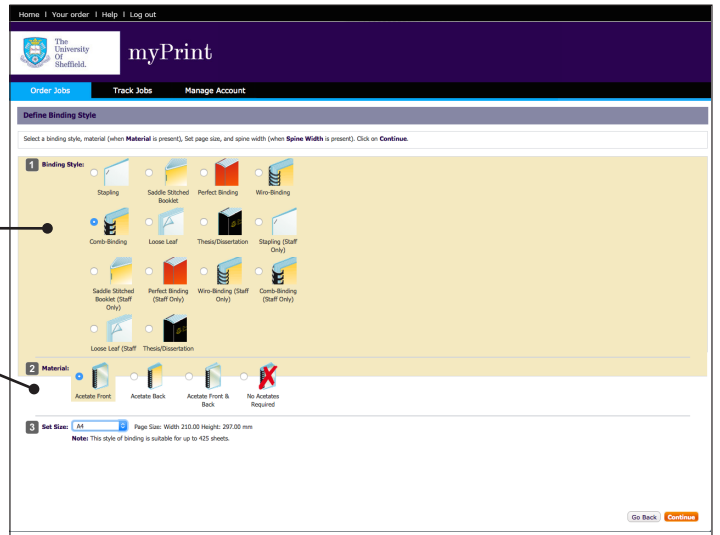 Home I Your order I Help I Log out
The
University
Of
Sheffield.
myPrint
Order Jobs Track Jobs Manage Account
Define Binding Style
Select a binding style, material (when Material is present), Set page size, and spine width (when Spine Width is present). Click on Continue.
1 Binding Style:
Stapling Saddle Stitched Perfect Binding Wiro-Binding
Booklet
Comb-Binding Loose Leaf Thesis/Dissertation Stapling (Staff
Only)
Saddle Stitched Perfect Binding Wiro-Binding (Staff Comb-Binding
Booklet (Staff (Staff Only) Only) (Staff Only)
Only)
Loose Leaf (Staff Thesis/Dissertation
2 Material:
Acetate Front Acetate Back Acetate Front & No Acetates
Back Required
3 Set Size: A4 Page Size: Width 210.00 Height: 297.00 mm
Note: This style of binding is suitable for up to 425 sheets.
Go Back Continue